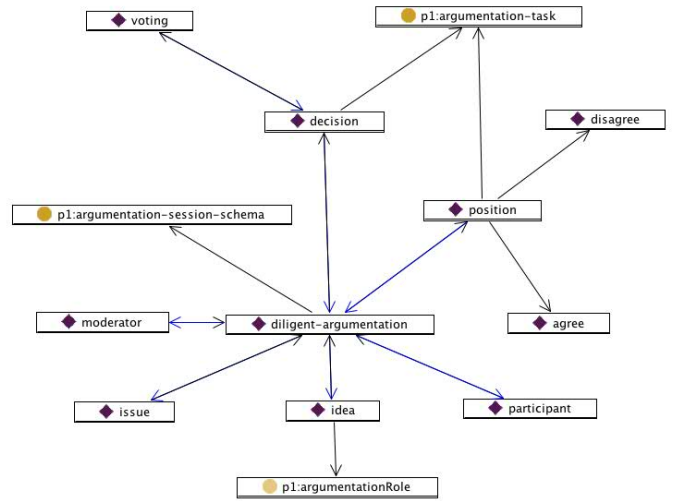 voting
p1:argumentation-task
decision
disagree
position
p1:argumentation-session-schema
moderator
diligent-argumentation
agree
issue
idea
participant
p1:argumentationRole